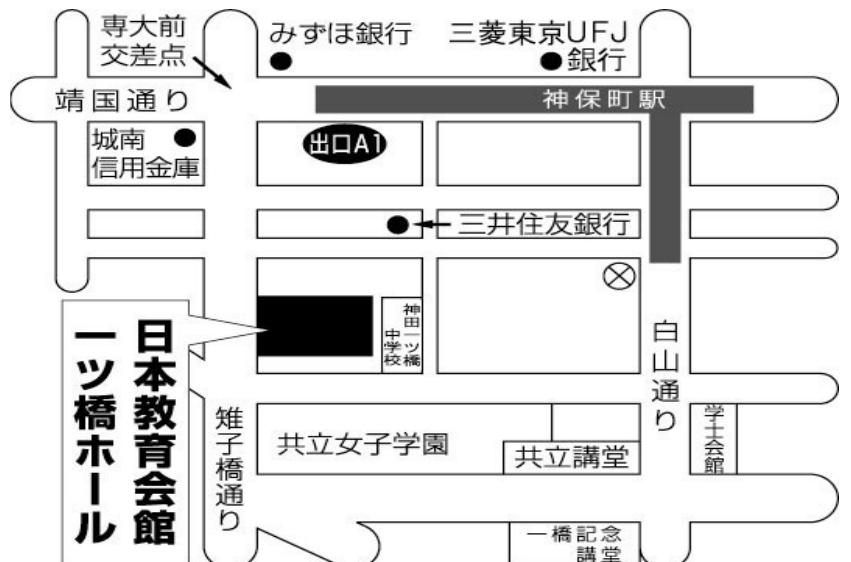 専大前
交差点
みずほ銀行
三菱東京UFJ
銀行
靖国通り
神保町駅
城南
信用金庫
出口A1
三井住友銀行
日本教育会館
一ツ橋ホール
神田一ツ橋
中学校
白山通り
雉子橋通り
共立女子学園
共立講堂
学士会館
一橋記念
講堂